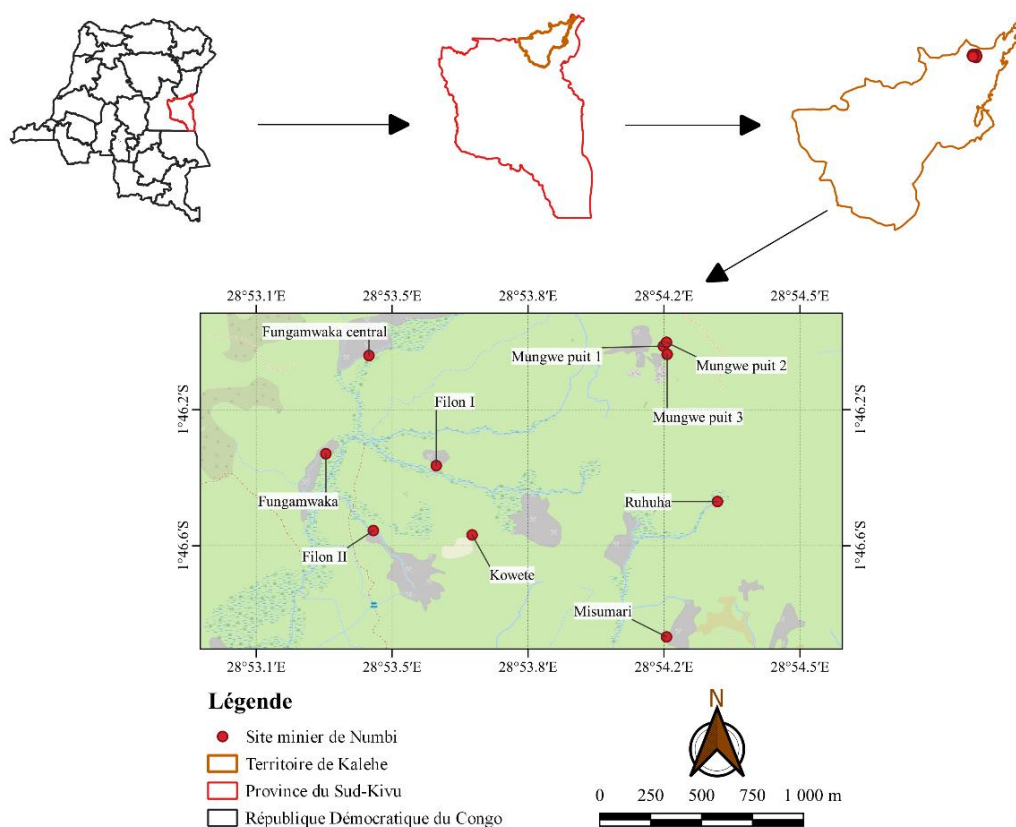 28°53.1'E 28°53.5'E 28°53.8'E 28°54.2'E 28°54.5'E
Fungamwaka central
Mungwe puit 1
Mungwe puit 2
Mungwe puit 3
1°46.2'S 1°46.2'S
Filon I
Fungamwaka
Ruhuha
Filon II
1°46.6'S 1°46.6'S
Kowete
Misumari
28°53.1'E 28°53.5'E 28°53.8'E 28°54.2'E 28°54.5'E
Légende
Site minier de Numbi
Territoire de Kalehe
Province du Sud-Kivu
République Démocratique du Congo
N
0 250 500 750 1 000 m